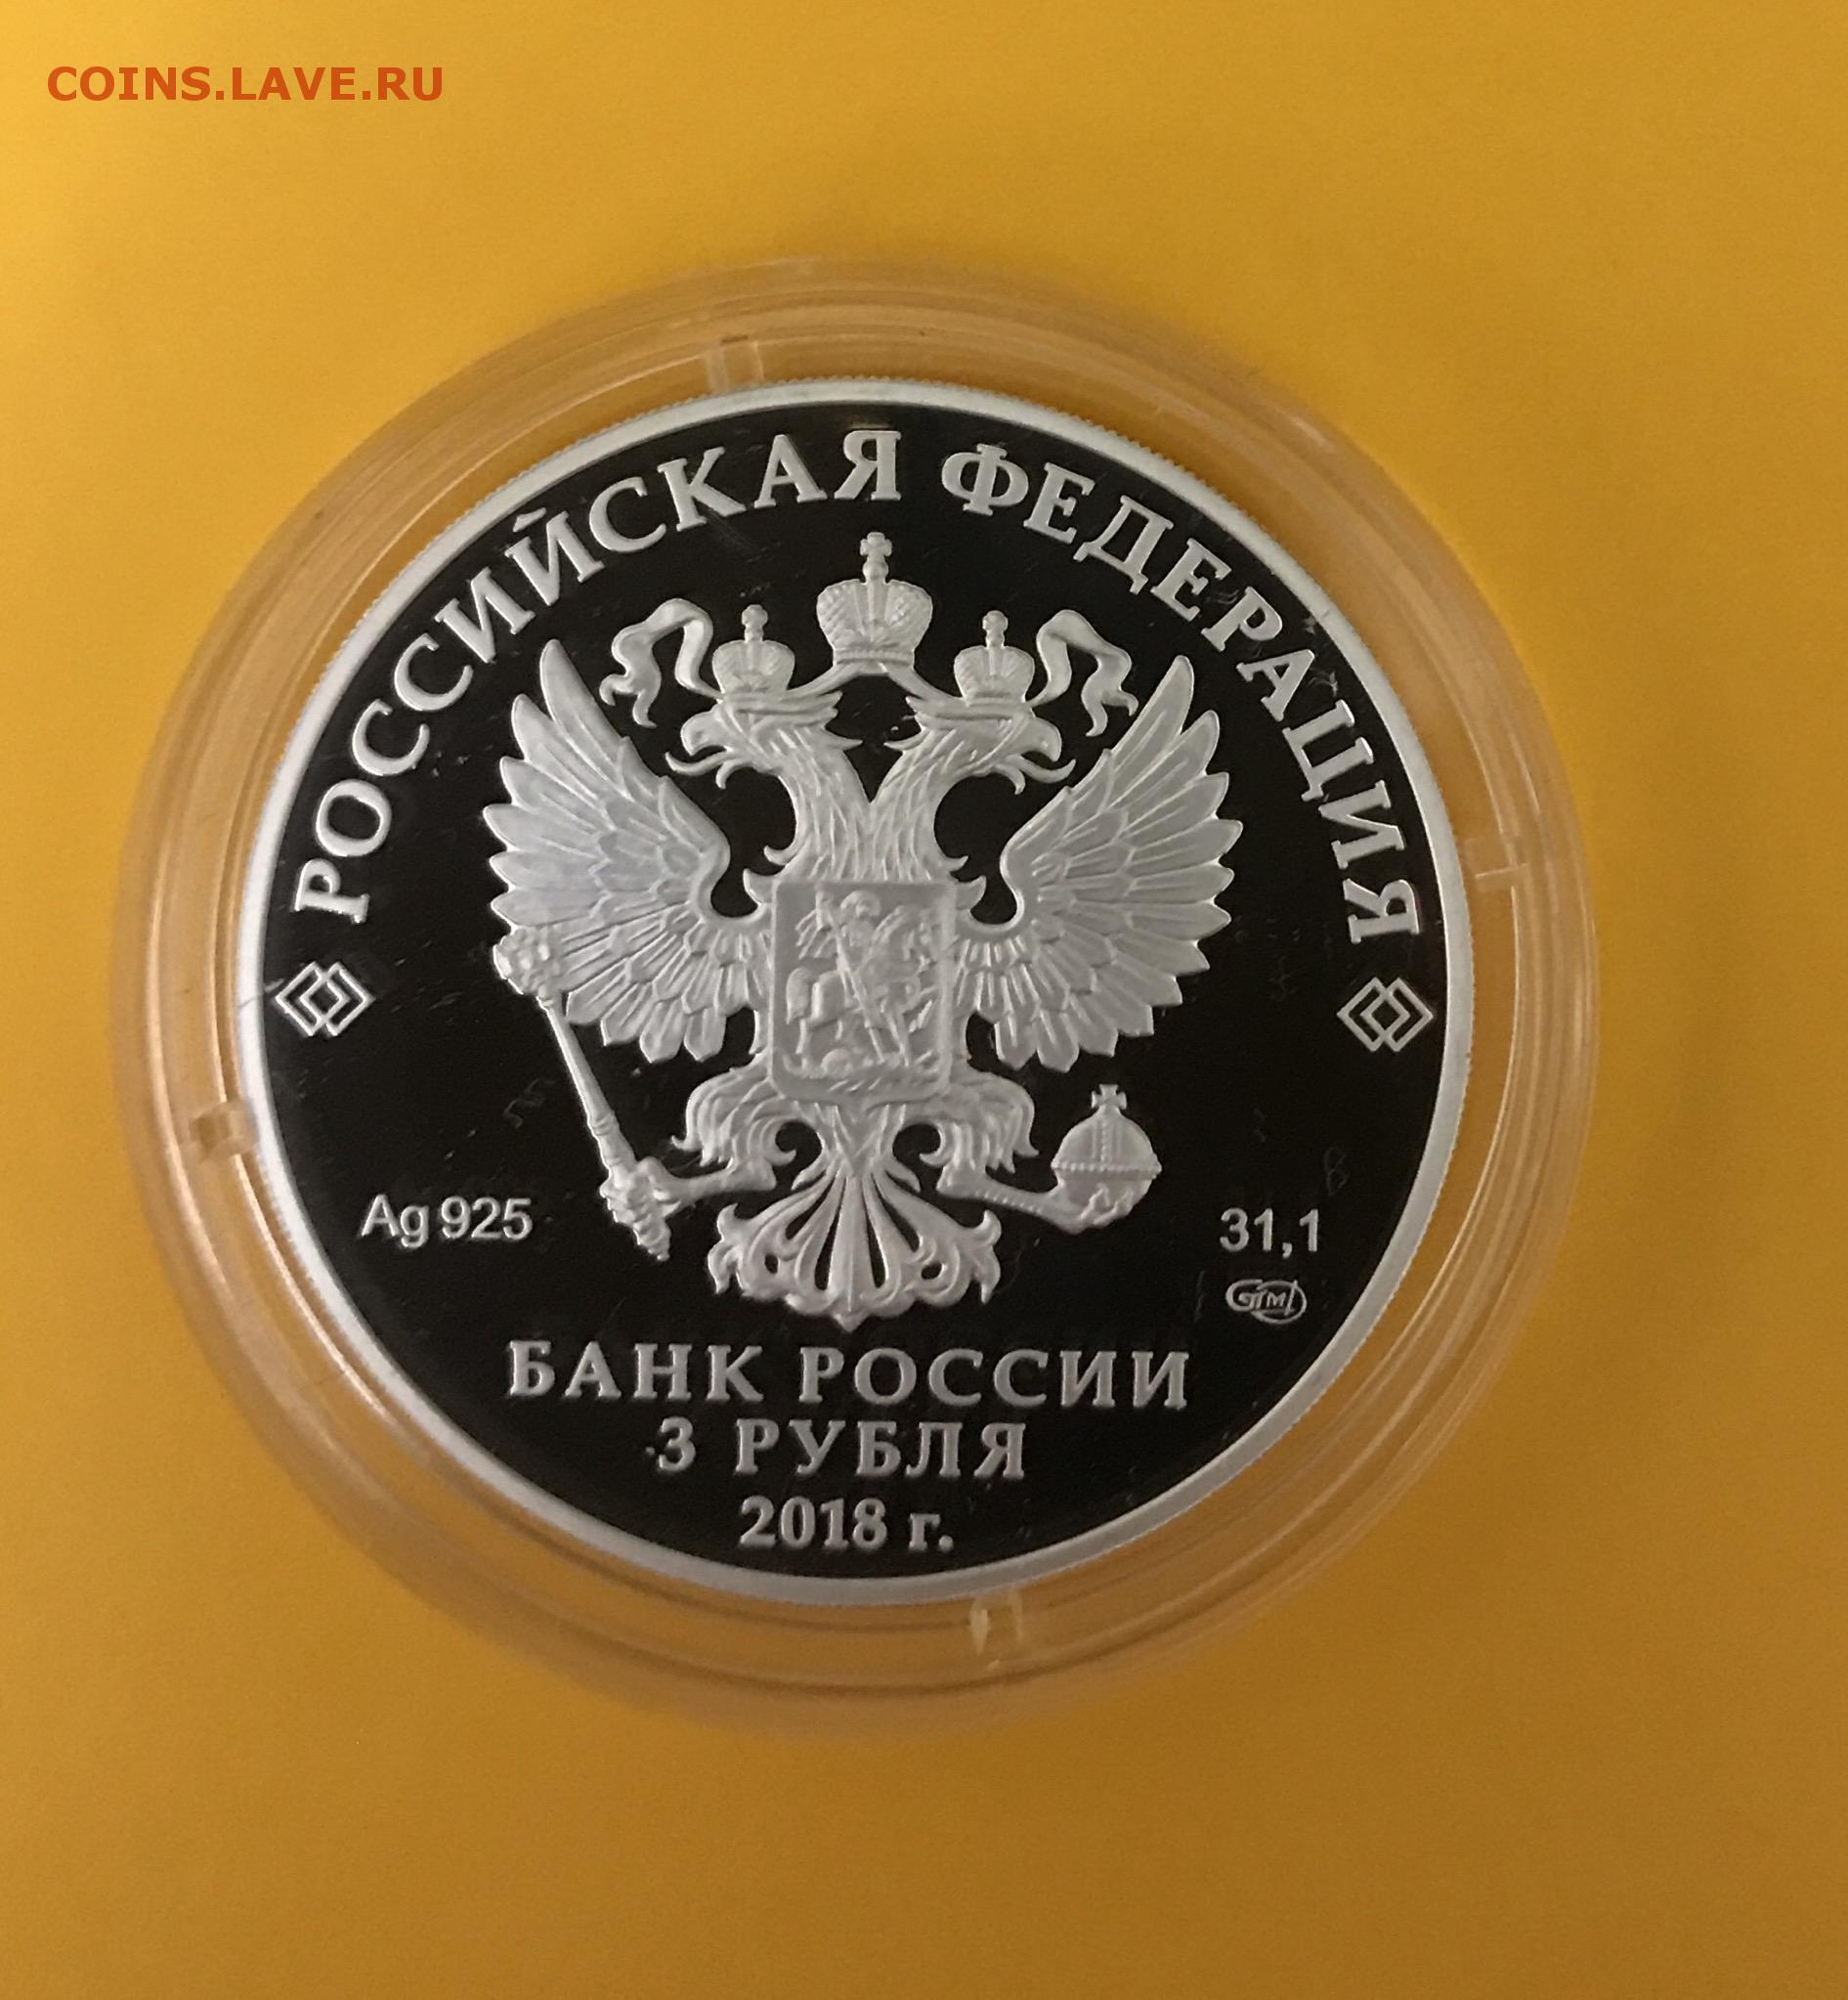 COINS.LAVE.RU
РОССИЙСКАЯ ФЕДЕРАЦИЯ
Ag 925
31,1
БАНК РОССИИ
3 РУБЛЯ
2018 г.